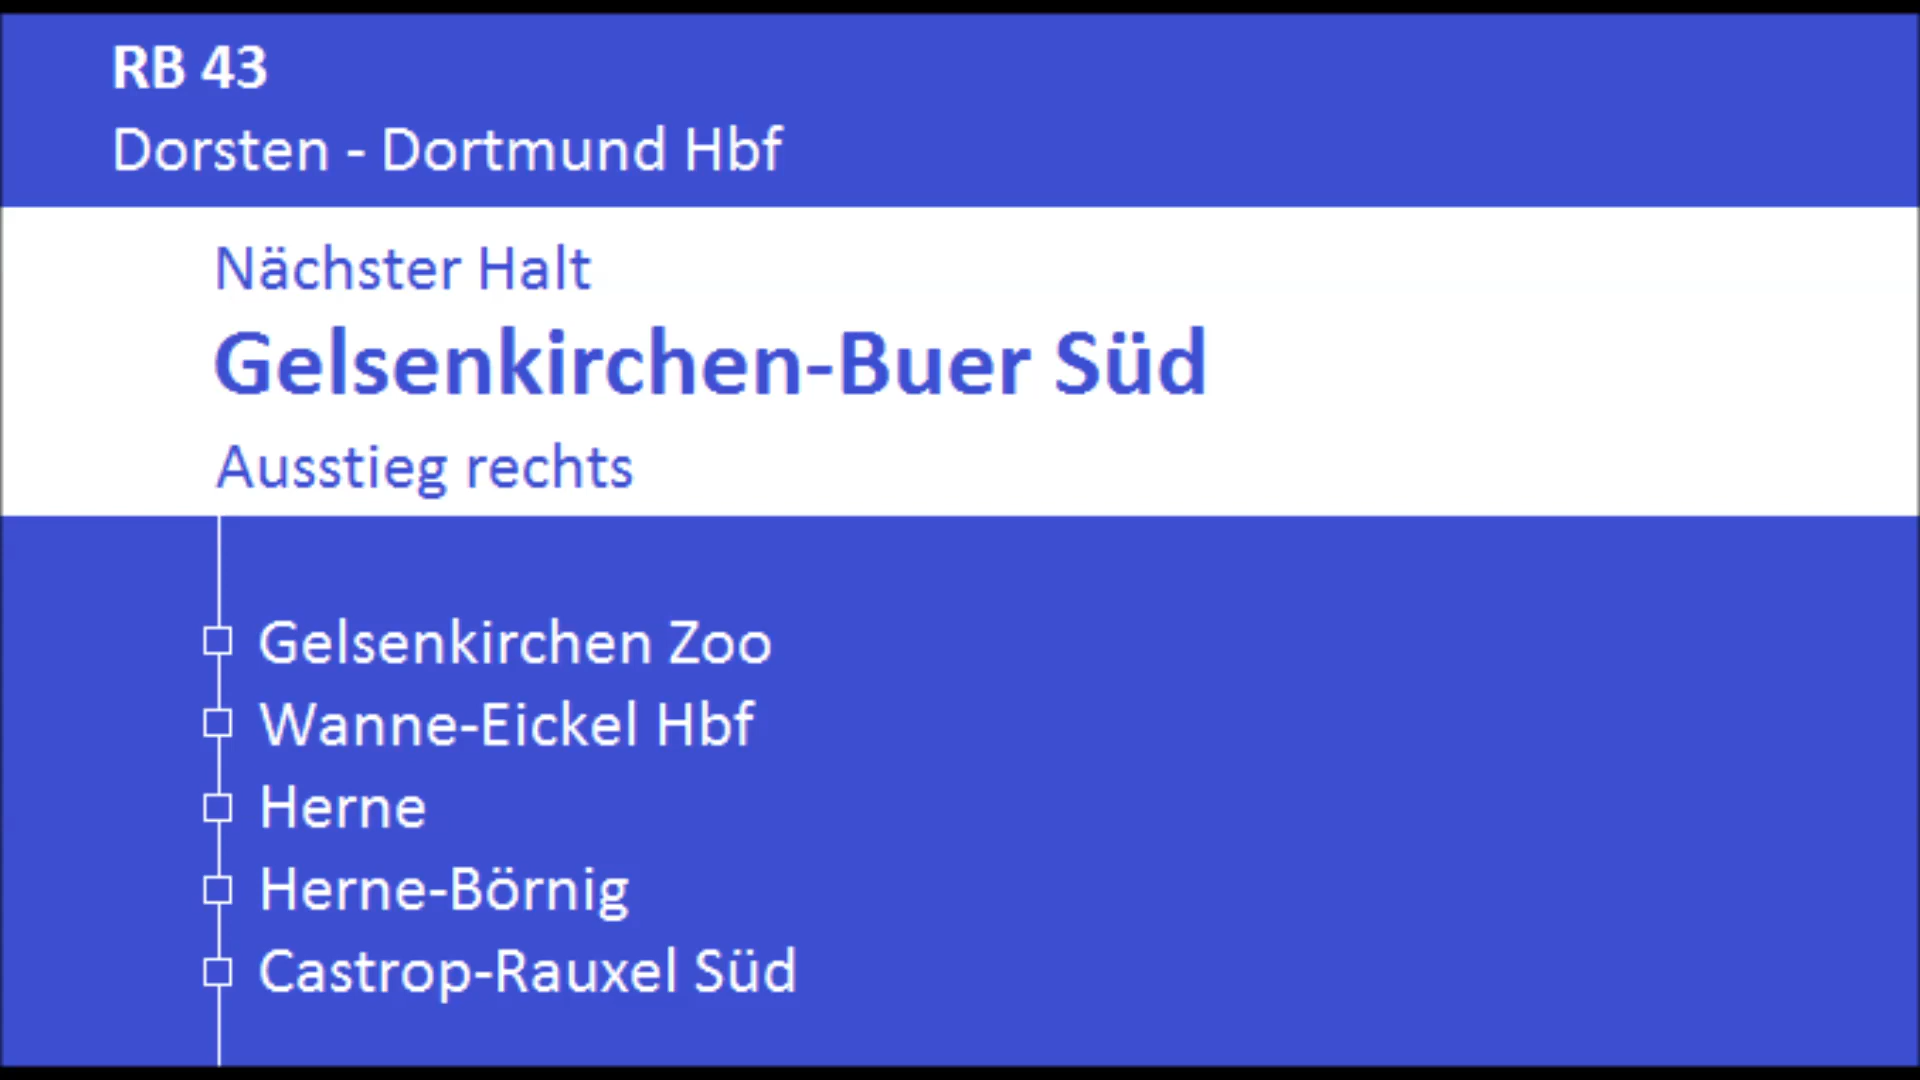 RB 43
Dorsten - Dortmund Hbf
Nächster Halt
Gelsenkirchen-Buer Süd
Ausstieg rechts
Gelsenkirchen Zoo
Wanne-Eickel Hbf
Herne
Herne-Börnig
Castrop-Rauxel Süd